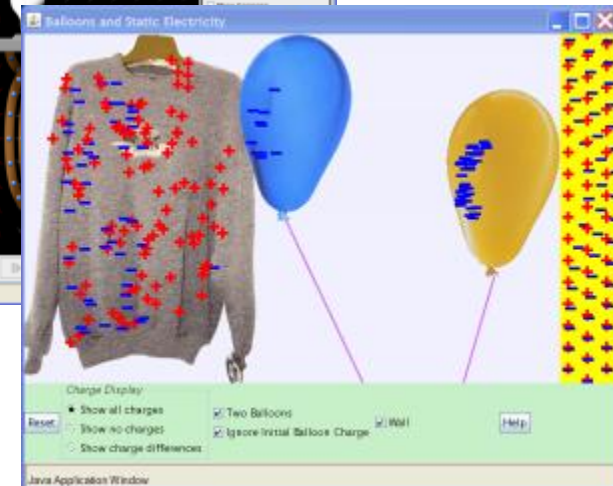 Balloons and Static Electricity
Charge Display
Show all charges
Show no charges
Show charge differences
Two Balloons
Ignore Initial Balloon Charge
Wall
Reset
Help
Java Application Window